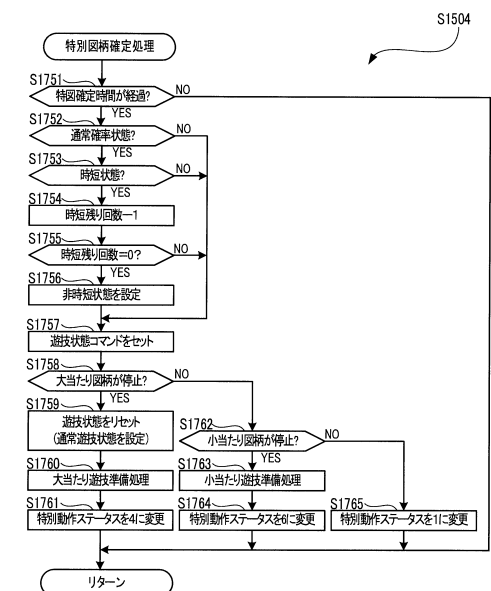 S1504
特別図柄確定処理
S1751
特図確定時間が経過?
NO
YES
S1752
通常確率状態?
NO
YES
S1753
時短状態?
NO
YES
S1754
時短残り回数ー1
S1755
時短残り回数=0?
NO
YES
S1756
非時短状態を設定
S1757
遊技状態コマンドをセット
S1758
大当たり図柄が停止?
NO
YES
S1759
遊技状態をリセット
(通常遊技状態を設定)
S1762
小当たり図柄が停止?
NO
YES
S1760
大当たり遊技準備処理
S1763
小当たり遊技準備処理
S1761
特別動作ステータスを4に変更
S1764
特別動作ステータスを6に変更
S1765
特別動作ステータスを1に変更
リターン